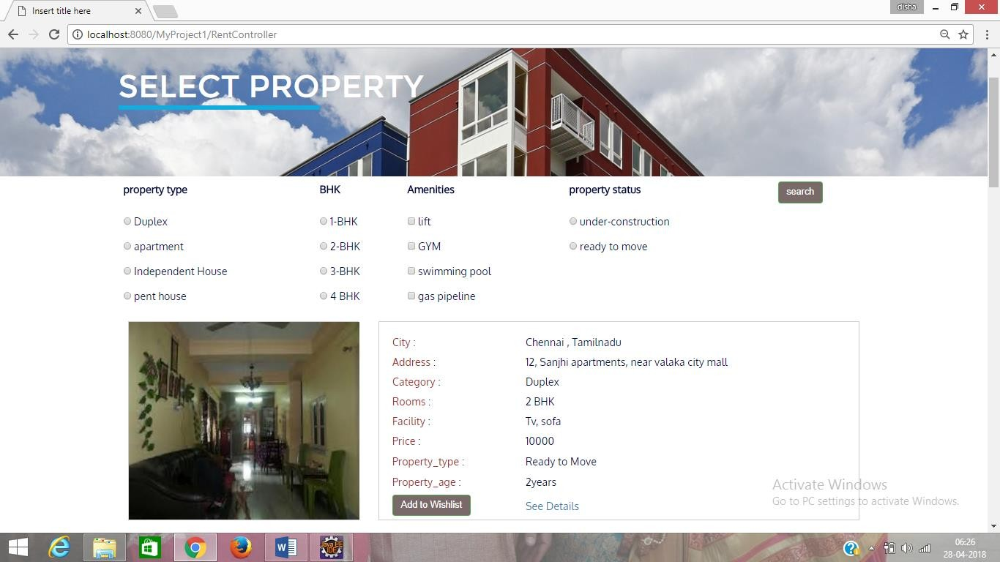 Insert title here
disha
localhost:8080/MyProject1/RentController
SELECT PROPERTY
property type BHK Amenities property status search
Duplex 1-BHK lift under-construction
apartment 2-BHK GYM ready to move
Independent House 3-BHK swimming pool
pent house 4 BHK gas pipeline
City : Chennai , Tamilnadu
Address : 12, Sanjhi apartments, near valaka city mall
Category : Duplex
Rooms : 2 BHK
Facility : Tv, sofa
Price : 10000
Property_type : Ready to Move
Property_age : 2years
Add to Wishlist See Details
Activate Windows
Go to PC settings to activate Windows.
Java EE
IDE
06:26
28-04-2018